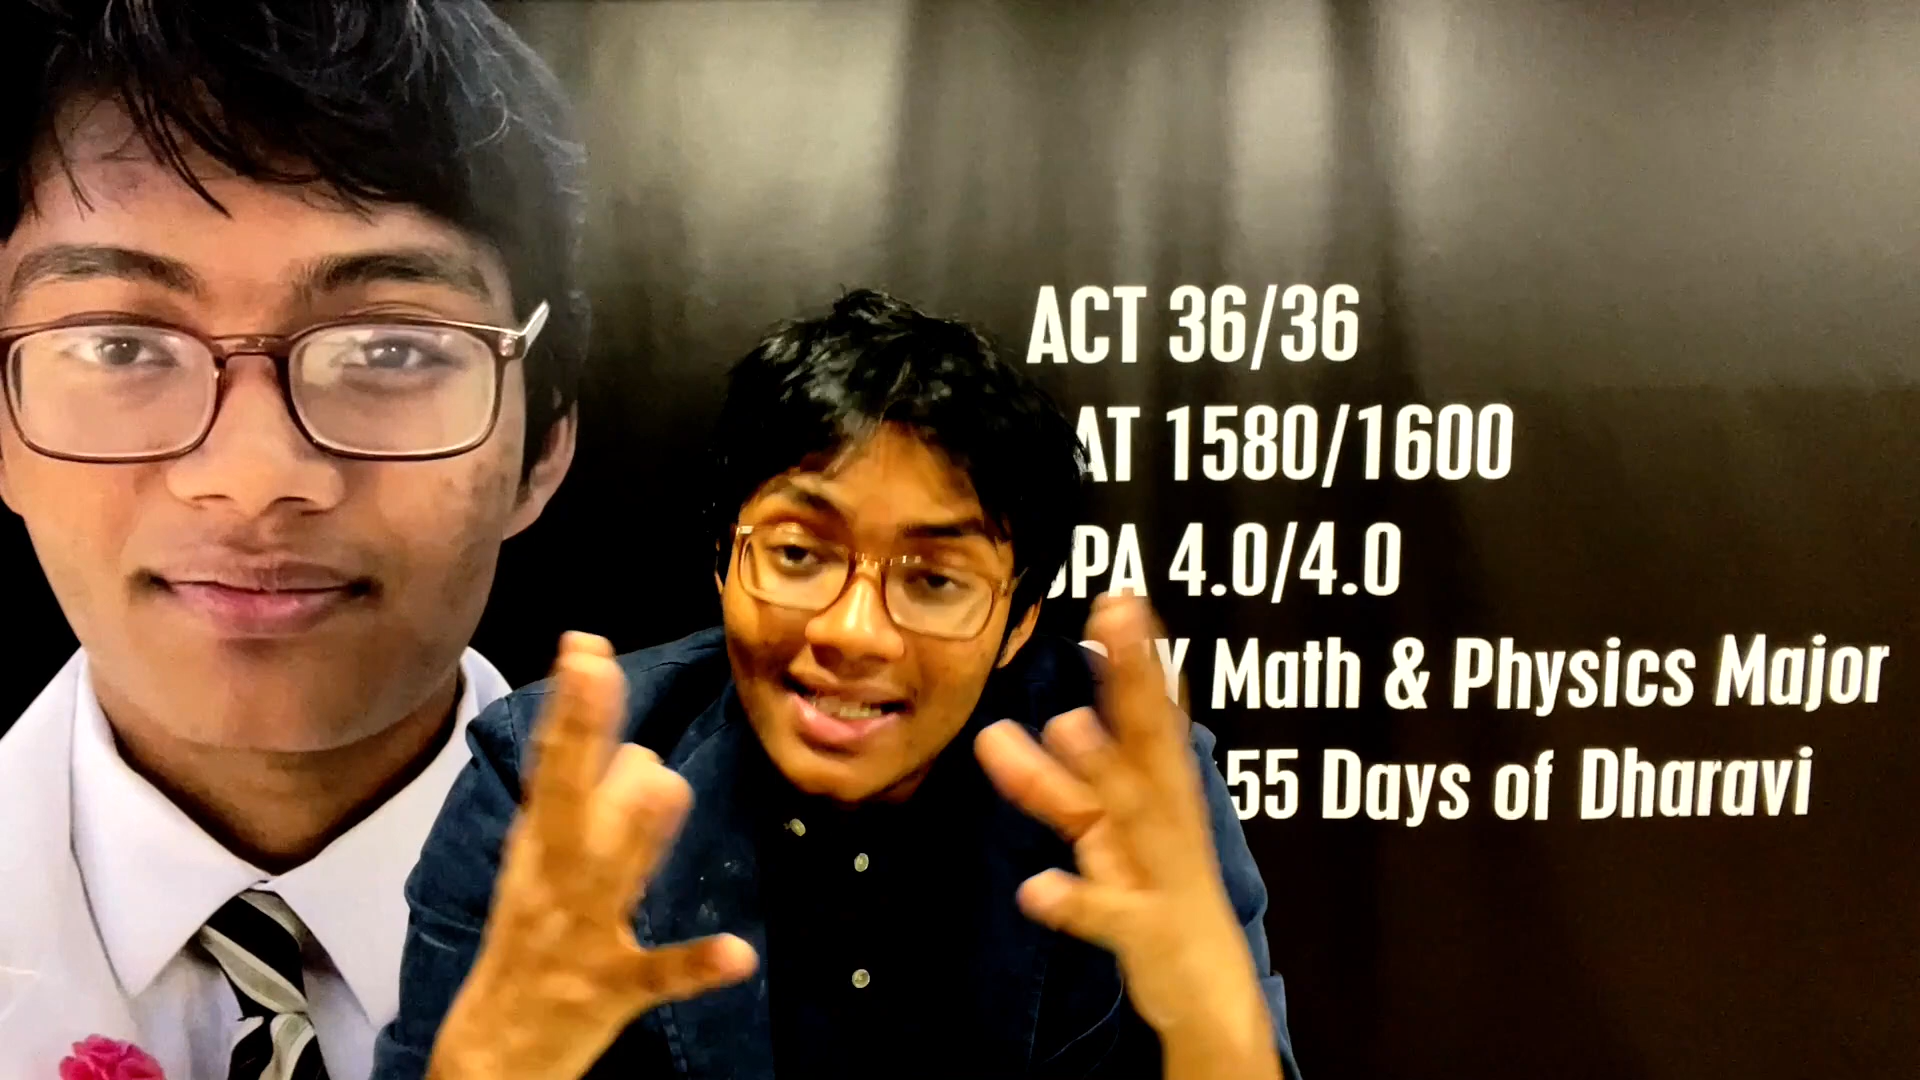 ACT 36/36
AT 1580/1600
PA 4.0/4.0
Math & Physics Major
55 Days of Dharavi